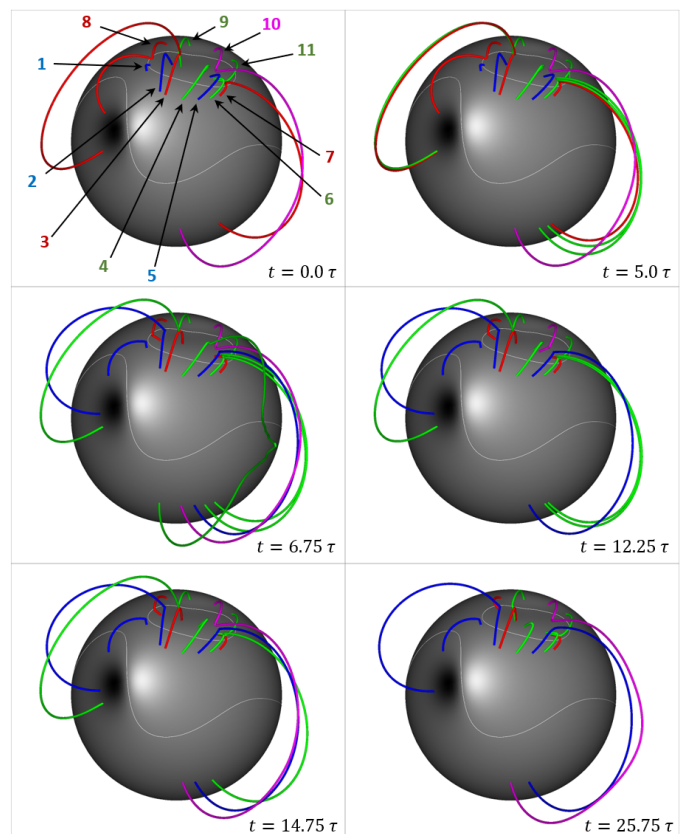 8
9
10
11
1
2
7
6
3
4
5
t = 0.0 τ
t = 5.0 τ
t = 6.75 τ
t = 12.25 τ
t = 14.75 τ
t = 25.75 τ